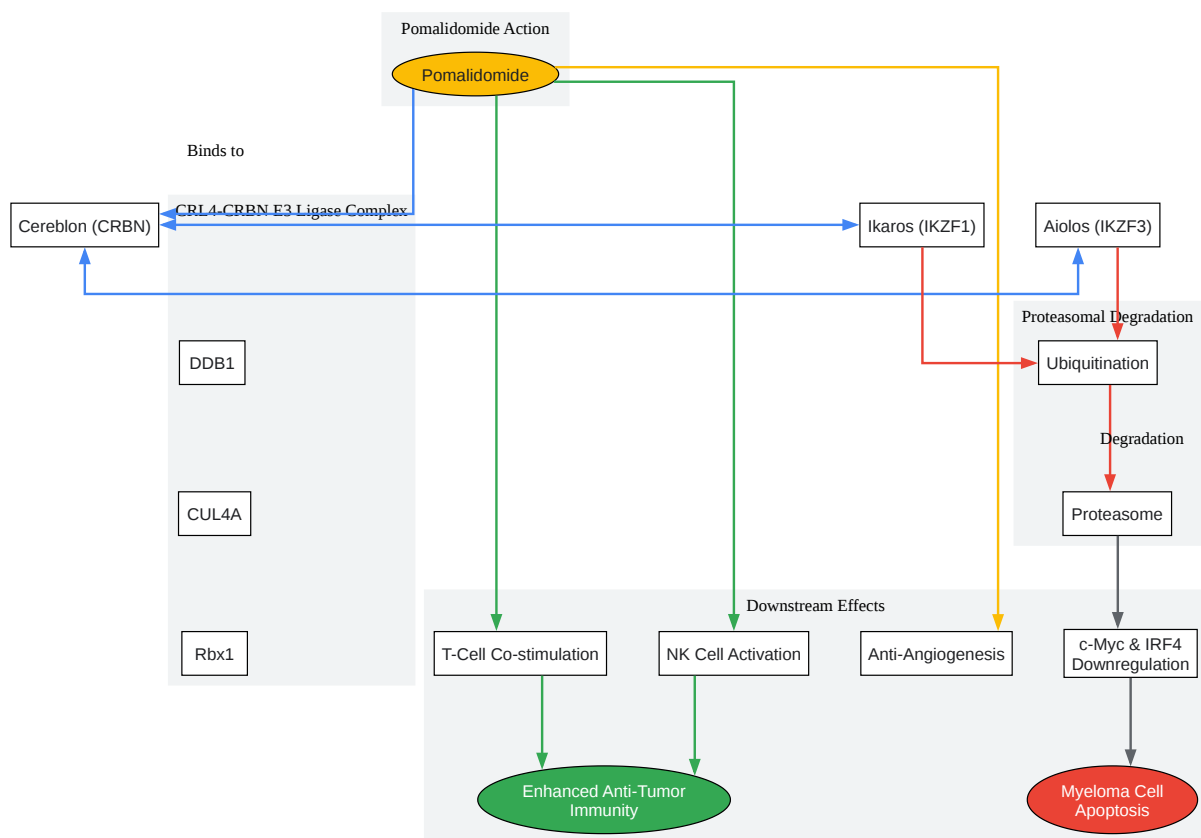 Pomalidomide Action
Pomalidomide
Binds to
CRL4-CRBN E3 Ligase Complex
Cereblon (CRBN)
Ikaros (IKZF1)
Aiolos (IKZF3)
Proteasomal Degradation
DDB1
Ubiquitination
Degradation
CUL4A
Proteasome
Downstream Effects
Rbx1
T-Cell Co-stimulation
NK Cell Activation
Anti-Angiogenesis
c-Myc & IRF4
Downregulation
Enhanced Anti-Tumor
Immunity
Myeloma Cell
Apoptosis